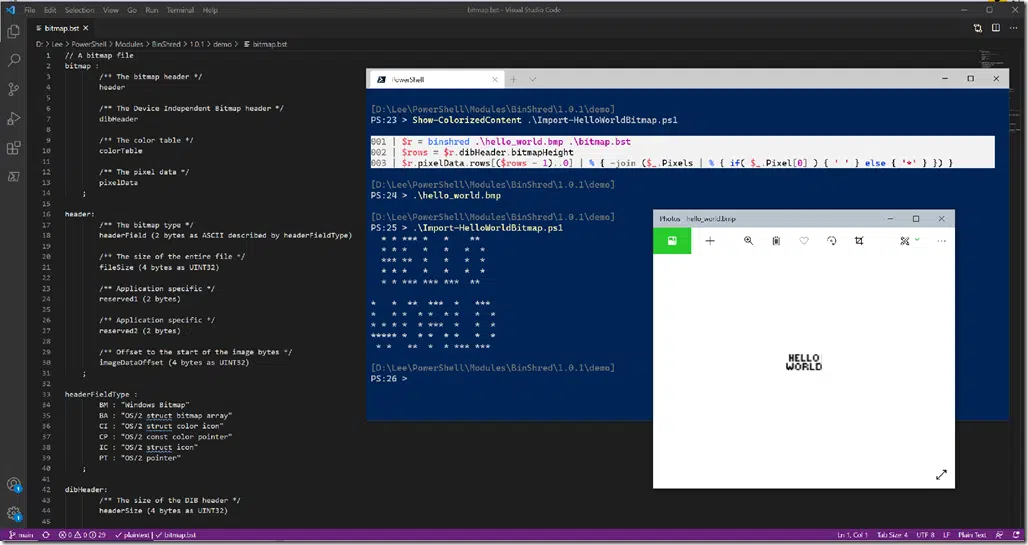 File Edit Selection View Go Run Terminal Help
bitmap.bst - Visual Studio Code
bitmap.bst
D: > Lee > PowerShell > Modules > BinShred > 1.0.1 > demo > bitmap.bst
1 // A bitmap file
2 bitmap :
3 /** The bitmap header */
4 header
5
6 /** The Device Independent Bitmap header */
7 dibHeader
8
9 /** The color table */
10 colorTable
11
12 /** The pixel data */
13 pixelData
14 ;
15
16 header:
17 /** The bitmap type */
18 headerField (2 bytes as ASCII described by headerFieldType)
19
20 /** The size of the entire file */
21 fileSize (4 bytes as UINT32)
22
23 /** Application specific */
24 reserved1 (2 bytes)
25
26 /** Application specific */
27 reserved2 (2 bytes)
28
29 /** Offset to the start of the image bytes */
30 imageDataOffset (4 bytes as UINT32)
31 ;
32
33 headerFieldType :
34 BM : "Windows Bitmap"
35 BA : "OS/2 struct bitmap array"
36 CI : "OS/2 struct color icon"
37 CP : "OS/2 const color pointer"
38 IC : "OS/2 struct icon"
39 PT : "OS/2 pointer"
40 ;
41
42 dibHeader:
43 /** The size of the DIB header */
44 headerSize (4 bytes as UINT32)
45
PowerShell
[D:\Lee\PowerShell\Modules\BinShred\1.0.1\demo]
PS:23 > Show-ColorizedContent .\Import-HelloWorldBitmap.ps1
001 | $r = binshred .\hello_world.bmp .\bitmap.bst
002 | $rows = $r.dibHeader.bitmapHeight
003 | $r.pixelData.rows[($rows - 1)..0] | % { -join ($_.Pixels | % { if( $_.Pixel[0] ) { ' ' } else { '*' } }) }
[D:\Lee\PowerShell\Modules\BinShred\1.0.1\demo]
PS:24 > .\hello_world.bmp
[D:\Lee\PowerShell\Modules\BinShred\1.0.1\demo]
PS:25 > .\Import-HelloWorldBitmap.ps1
[D:\Lee\PowerShell\Modules\BinShred\1.0.1\demo]
PS:26 >
Photos - hello_world.bmp
HELLO
WORLD
main 0 0 29 plaintext | bitmap.bst
Ln 1, Col 1 Tab Size: 4 UTF-8 LF Plain Text